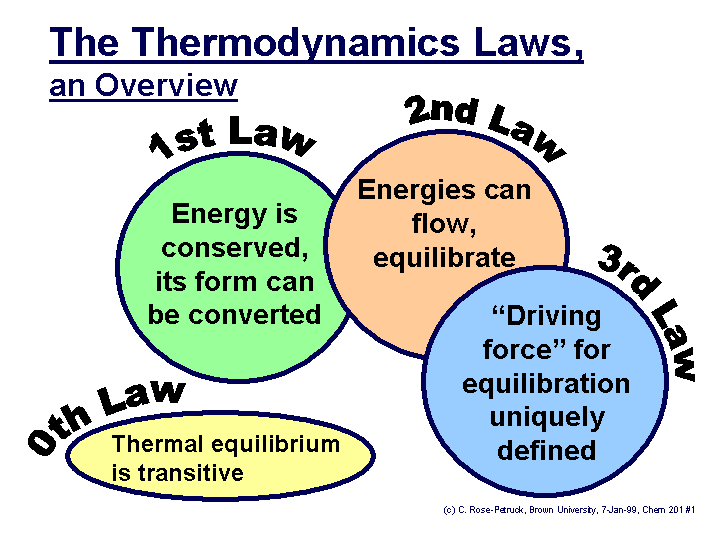 The Thermodynamics Laws,
an Overview
1st Law
Energy is
conserved,
its form can
be converted
2nd Law
Energies can
flow,
equilibrate
3rd Law
“Driving
force” for
equilibration
uniquely
defined
0th Law
Thermal equilibrium
is transitive
(c) C. Rose-Petruck, Brown University, 7-Jan-99, Chem 201 #1